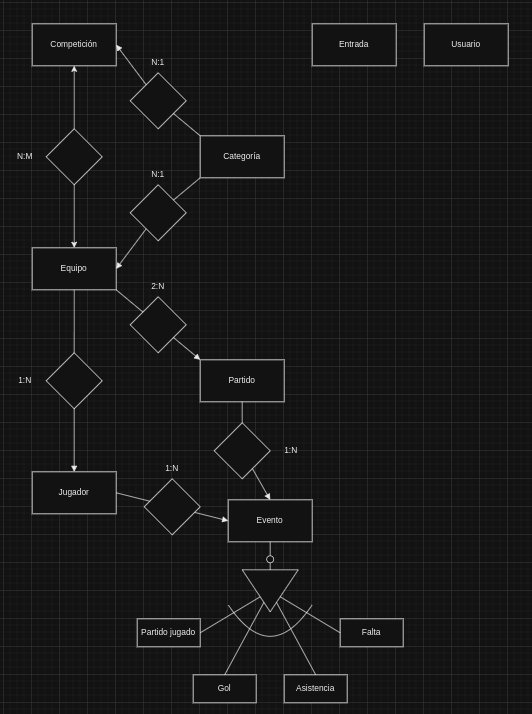 Competición
Entrada
Usuario
N:1
N:M
Categoría
N:1
Equipo
2:N
Partido
1:N
1:N
1:N
Jugador
Evento
Partido jugado
Falta
Gol
Asistencia